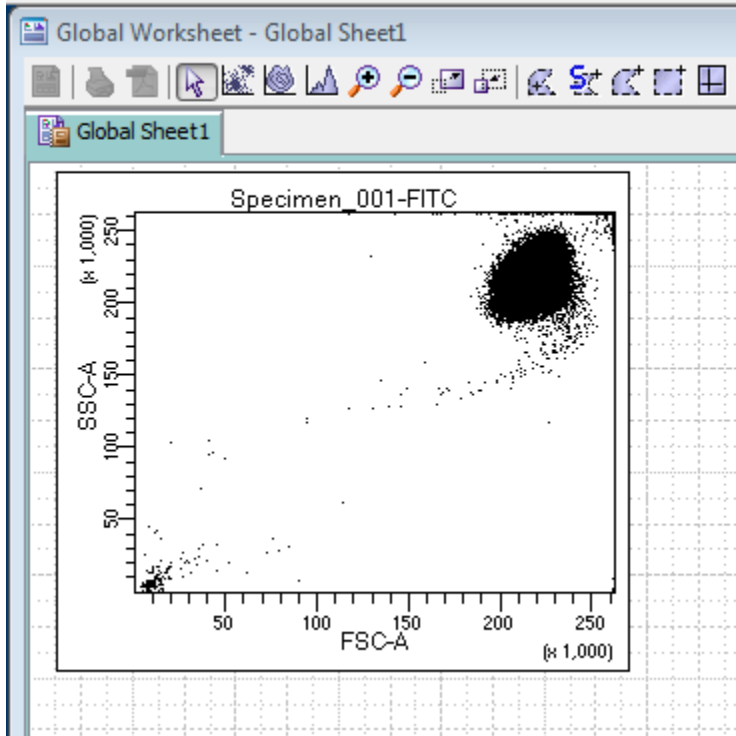 Global Worksheet - Global Sheet1
Global Sheet1
Specimen_001-FITC
(x 1,000)
250
200
150
100
50
SSC-A
50 100 150 200 250
FSC-A
(x 1,000)